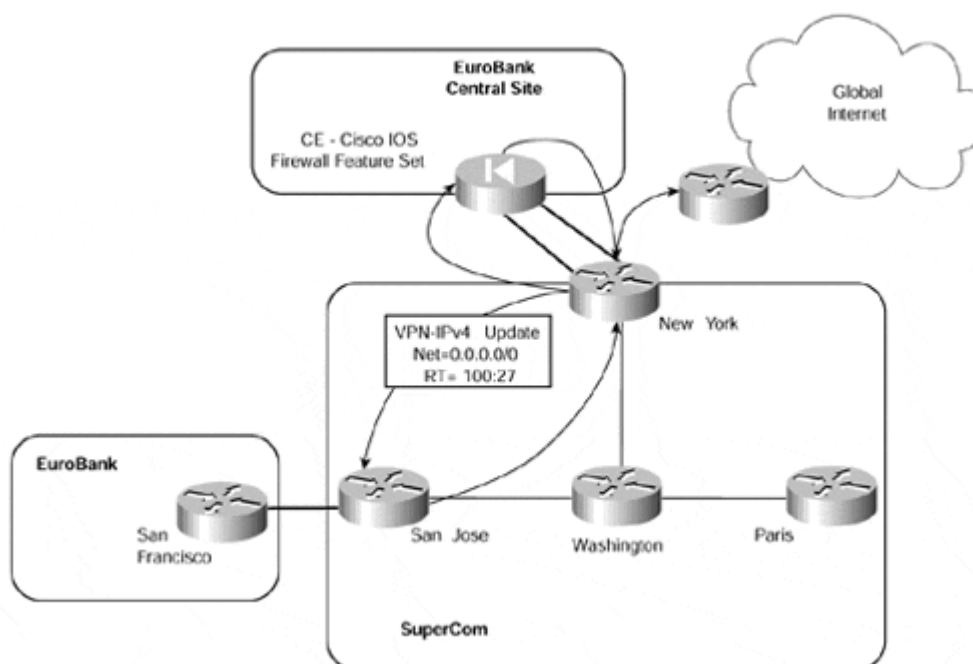 EuroBank
Central Site
CE - Cisco IOS
Firewall Feature Set
Global
Internet
New York
VPN-IPv4 Update
Net=0.0.0.0/0
RT= 100:27
EuroBank
San
Francisco
San Jose
Washington
Paris
SuperCom